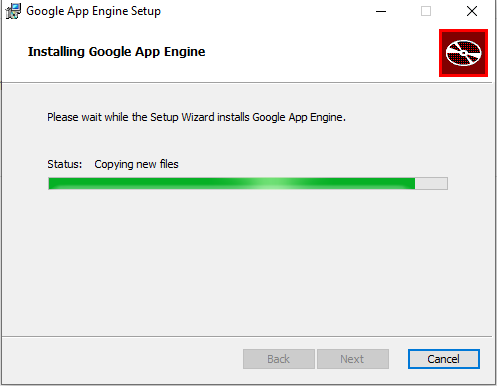 Google App Engine Setup
Installing Google App Engine
Please wait while the Setup Wizard installs Google App Engine.
Status: Copying new files
Back Next Cancel